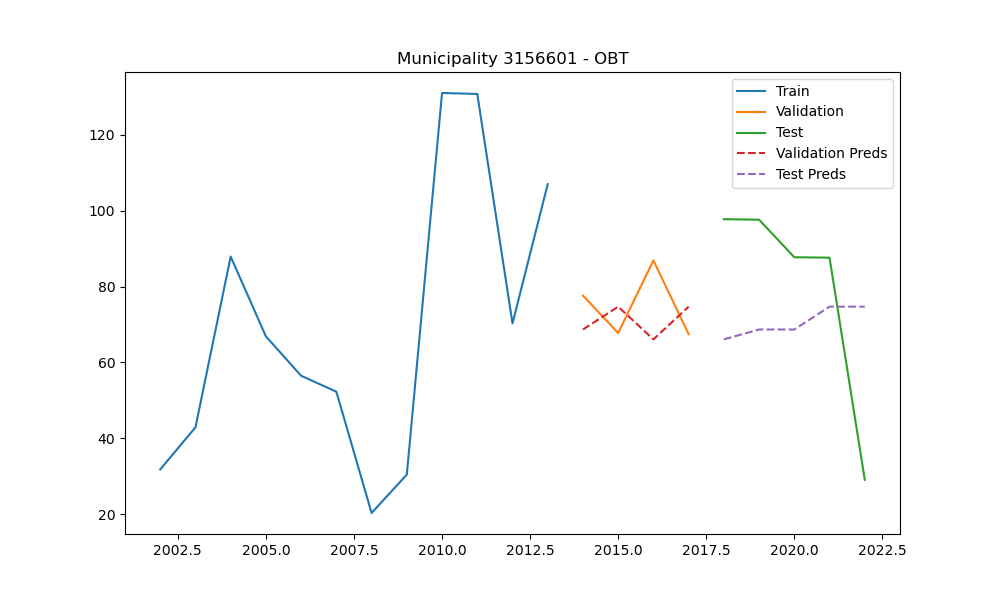 Municipality 3156601 - OBT
Train
Validation
Test
Validation Preds
Test Preds
120
100
80
60
40
20
2002.5 2005.0 2007.5 2010.0 2012.5 2015.0 2017.5 2020.0 2022.5